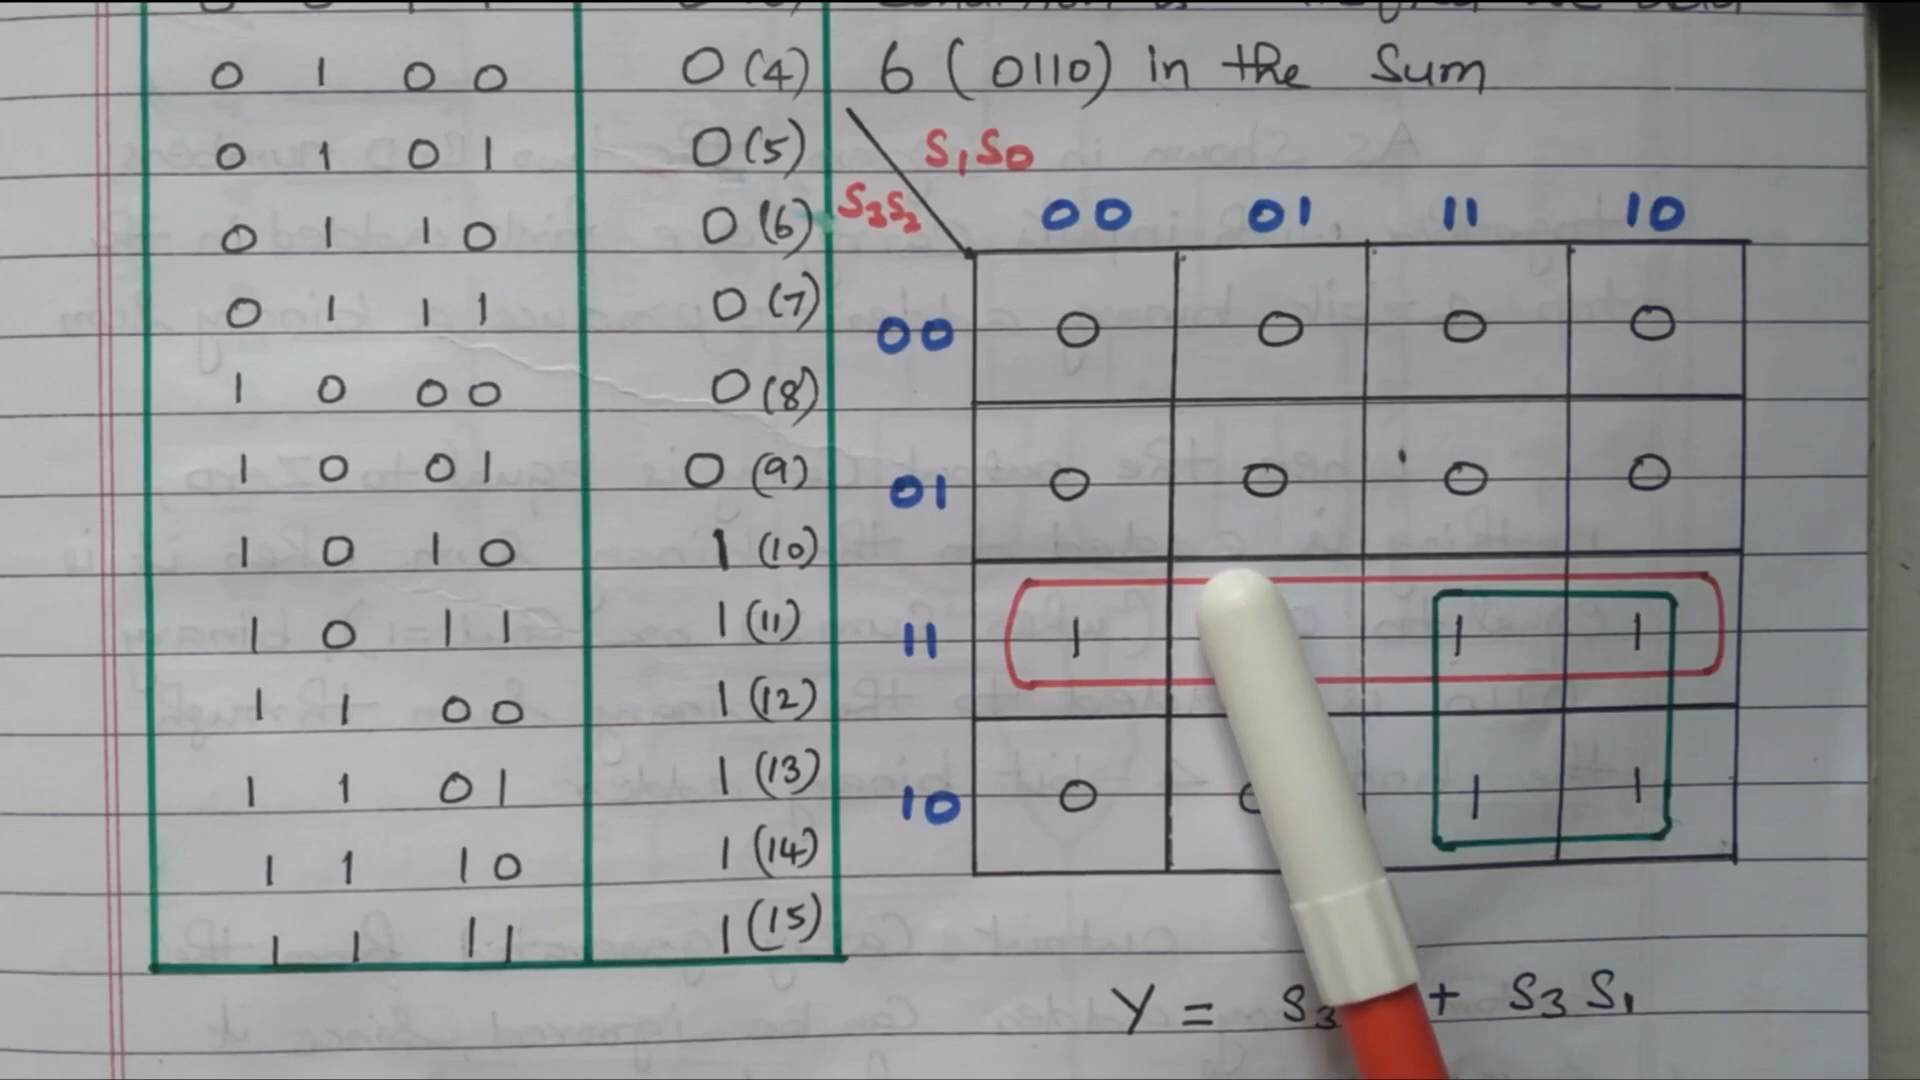 0 1 0 0 0 (4)
0 1 0 1 0 (5)
0 1 1 0 0 (6)
0 1 1 1 0 (7)
1 0 0 0 0 (8)
1 0 0 1 0 (9)
1 0 1 0 1 (10)
1 0 1 1 1 (11)
1 1 0 0 1 (12)
1 1 0 1 1 (13)
1 1 1 0 1 (14)
1 1 1 1 1 (15)
6 (0110) in the Sum
S1S0
S3S2
00 01 11 10
00 0 0 0 0
01 0 0 0 0
11 1 1 1
10 0 1 1
Y = S3 + S3 S1